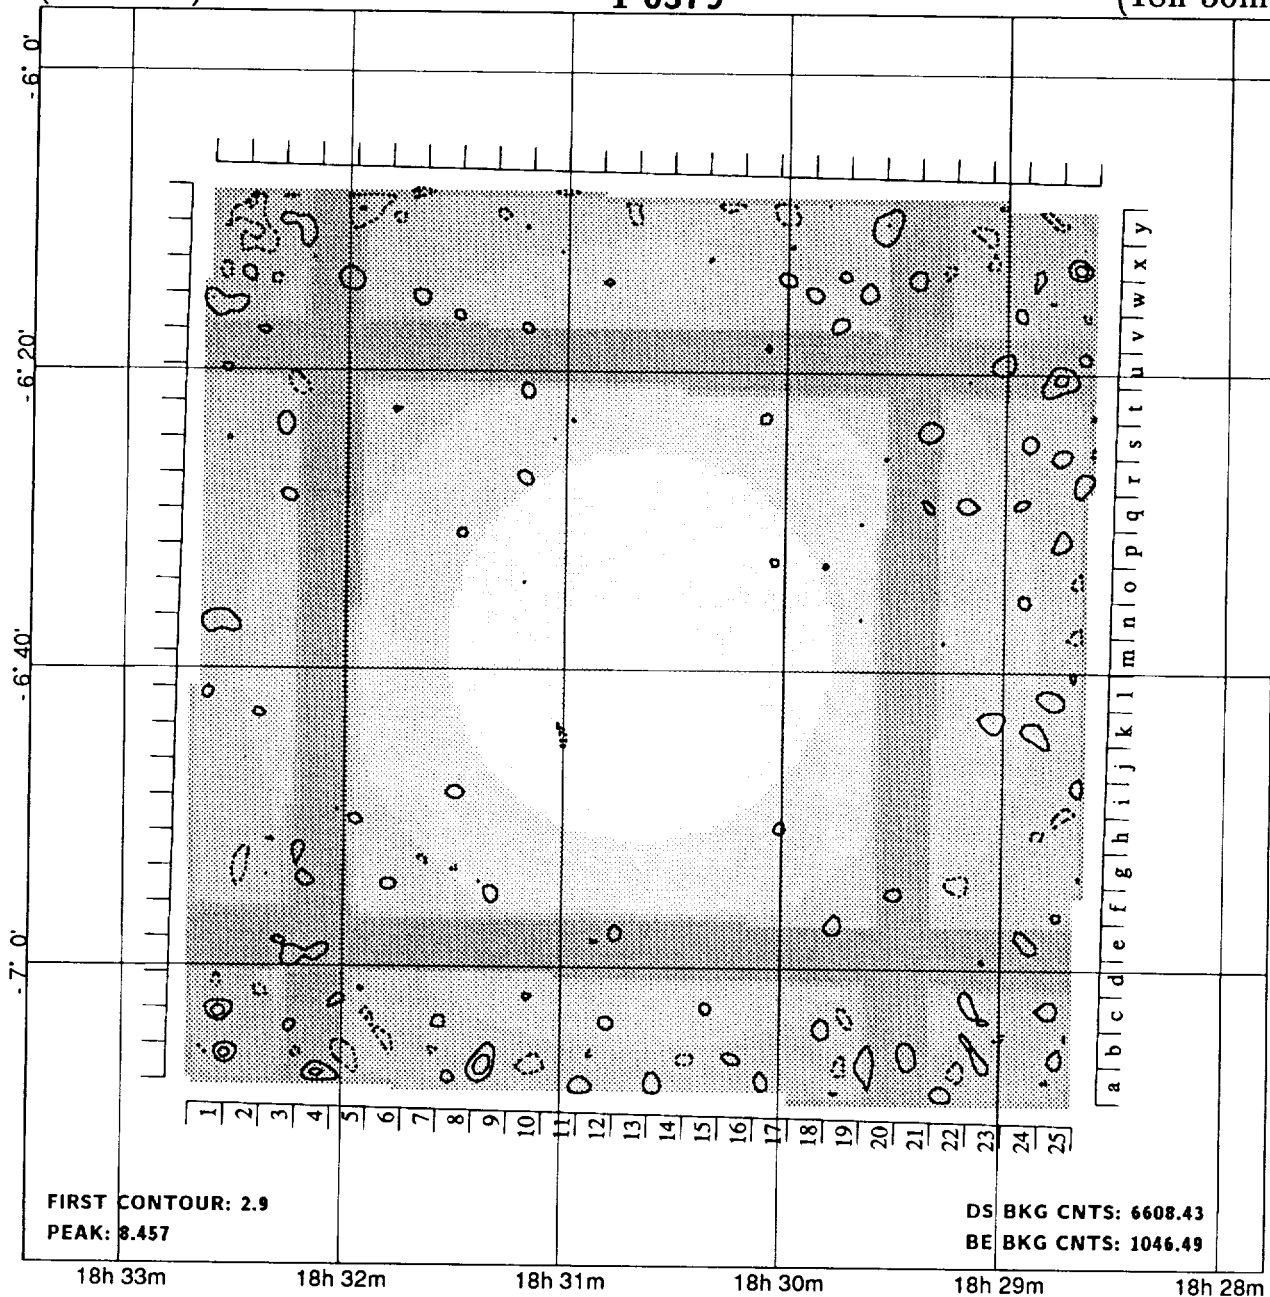 -6° 0'
-6° 20'
-6° 40'
-7° 0'
y
x
w
v
u
t
s
r
q
p
o
n
m
l
k
j
i
h
g
f
e
d
c
b
a
1 2 3 4 5 6 7 8 9 10 11 12 13 14 15 16 17 18 19 20 21 22 23 24 25
FIRST CONTOUR: 2.9
PEAK: 8.457
DS BKG CNTS: 6608.43
BE BKG CNTS: 1046.49
18h 33m 18h 32m 18h 31m 18h 30m 18h 29m 18h 28m